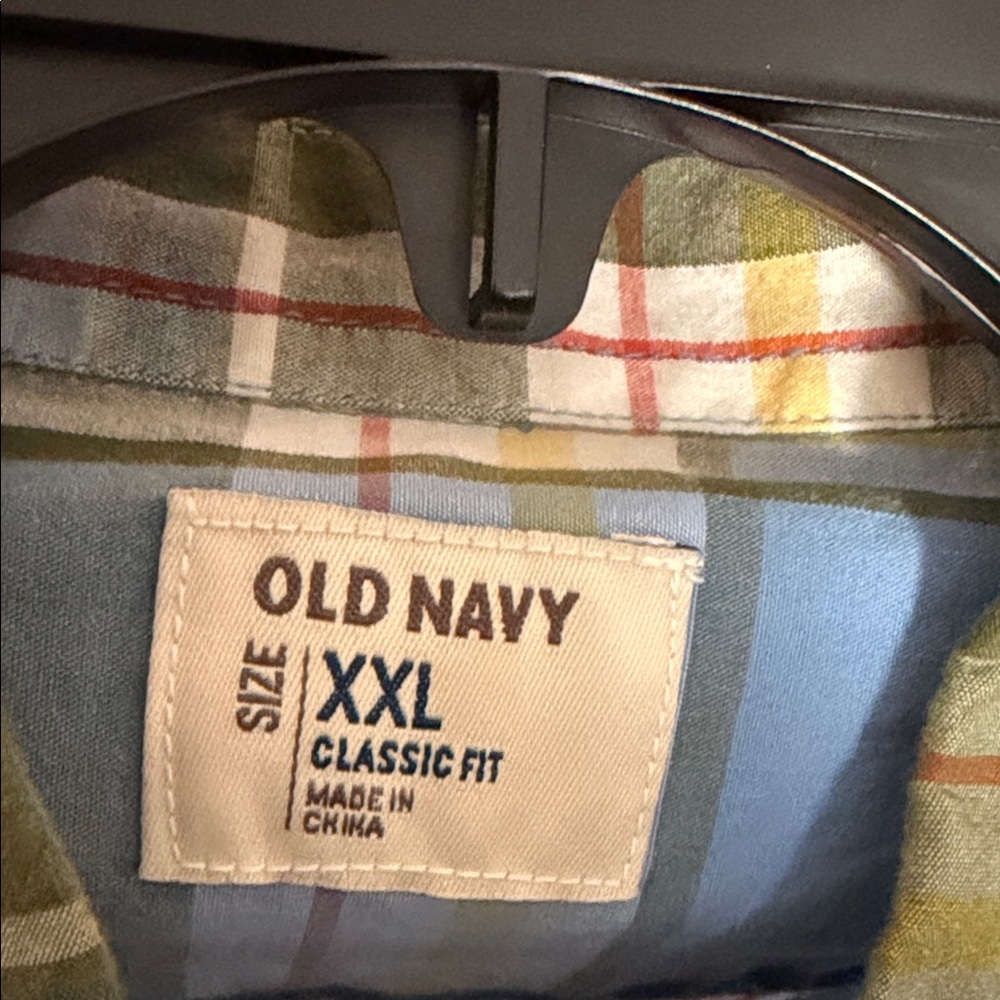 OLD NAVY
SIZE
XXL
CLASSIC FIT
MADE IN
CHINA